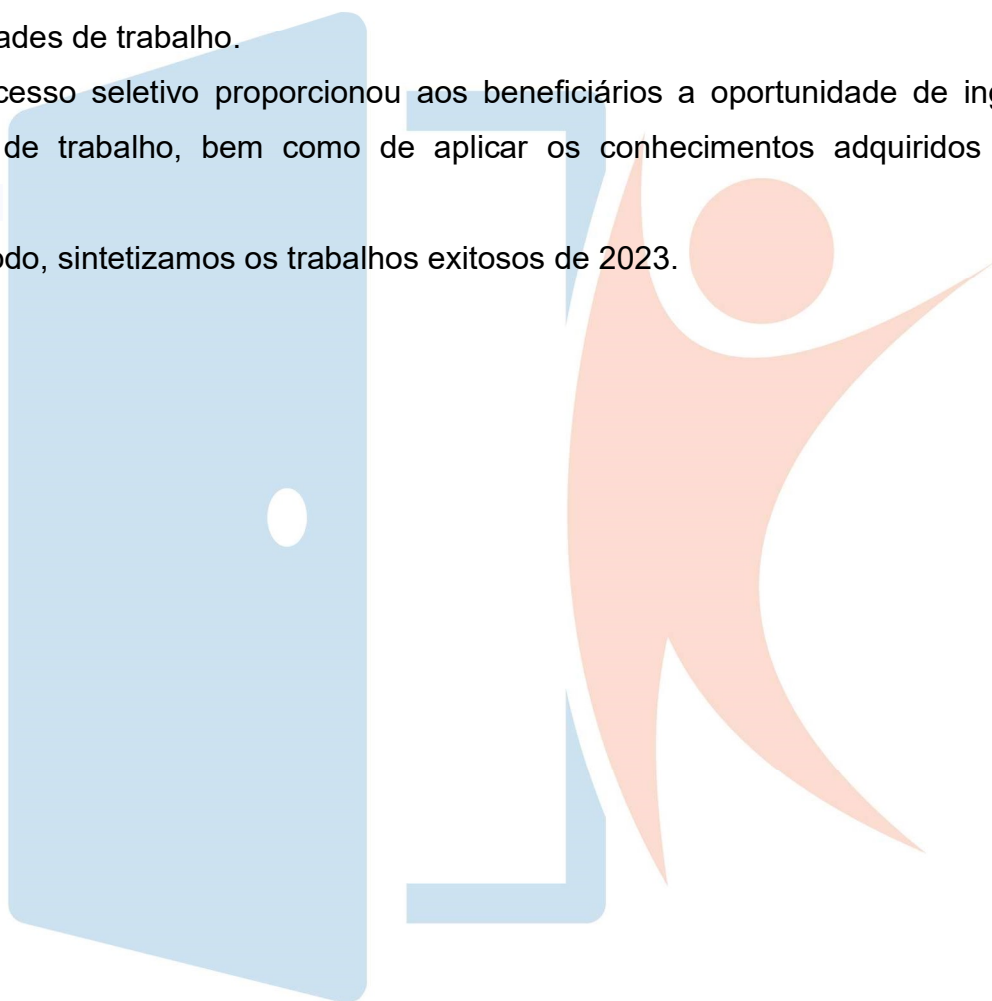 ades de trabalho.
cesso seletivo proporcionou aos beneficiários a oportunidade de ing
de trabalho, bem como de aplicar os conhecimentos adquiridos
odo, sintetizamos os trabalhos exitosos de 2023.